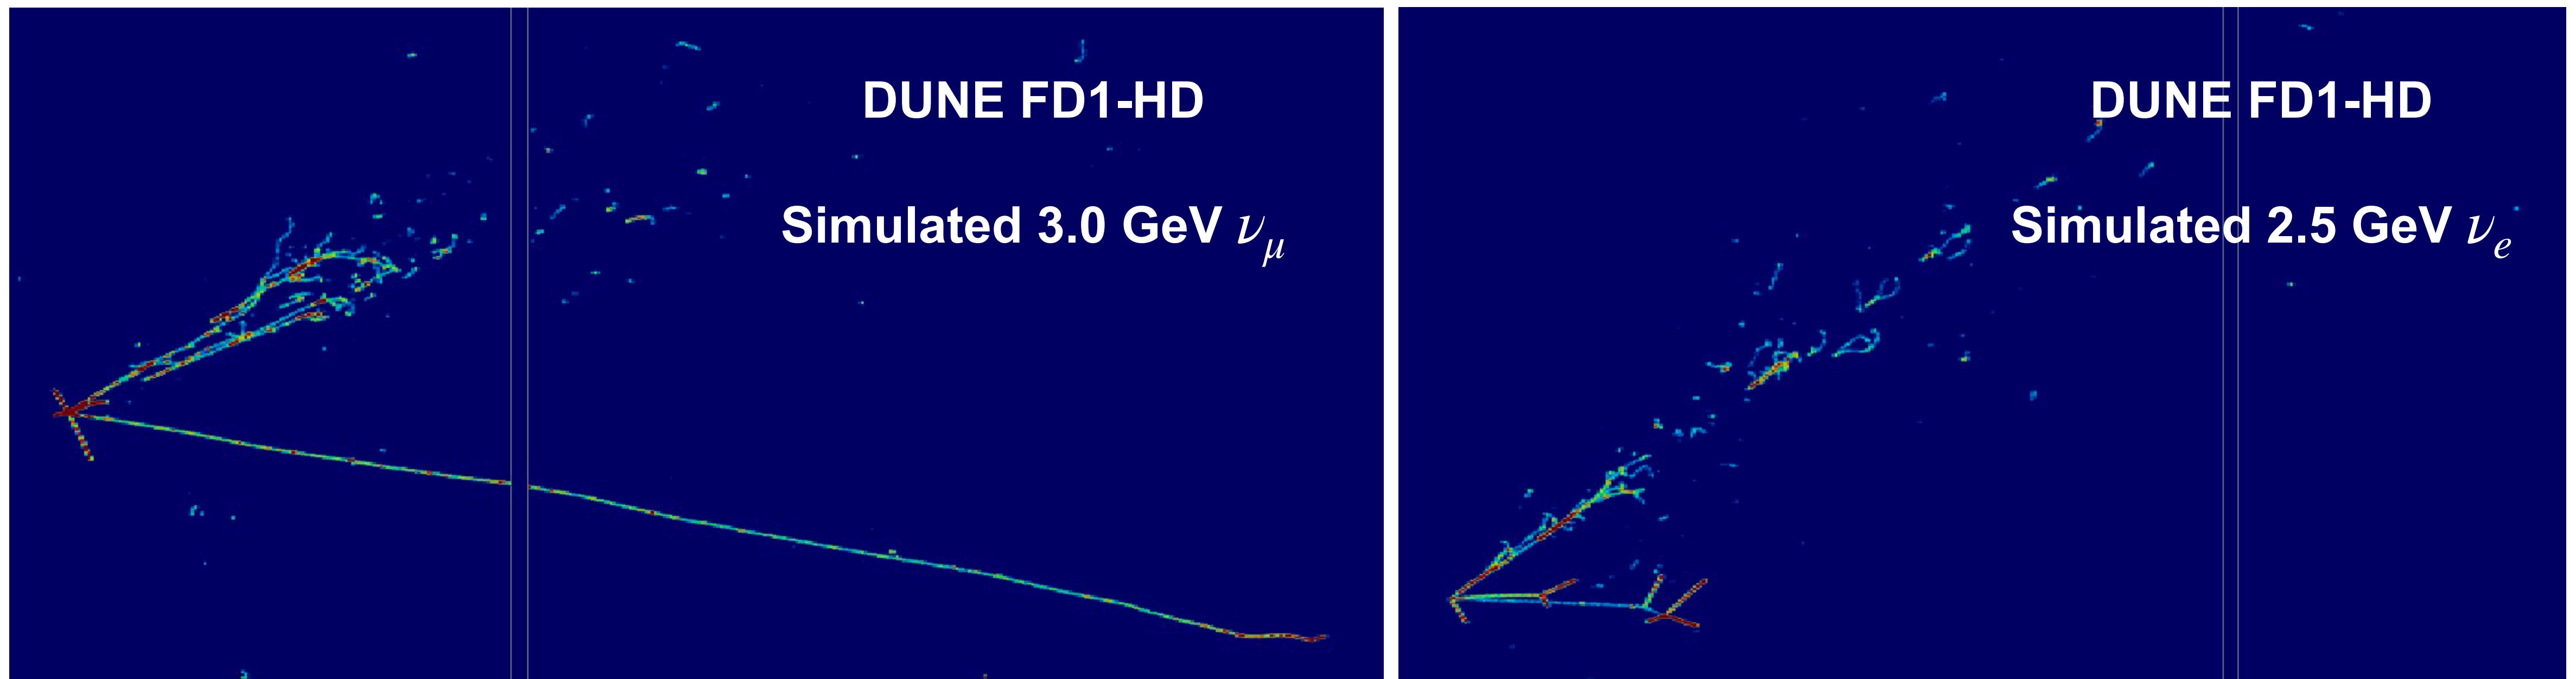 DUNE FD1-HD
Simulated 3.0 GeV νμ
DUNE FD1-HD
Simulated 2.5 GeV νe